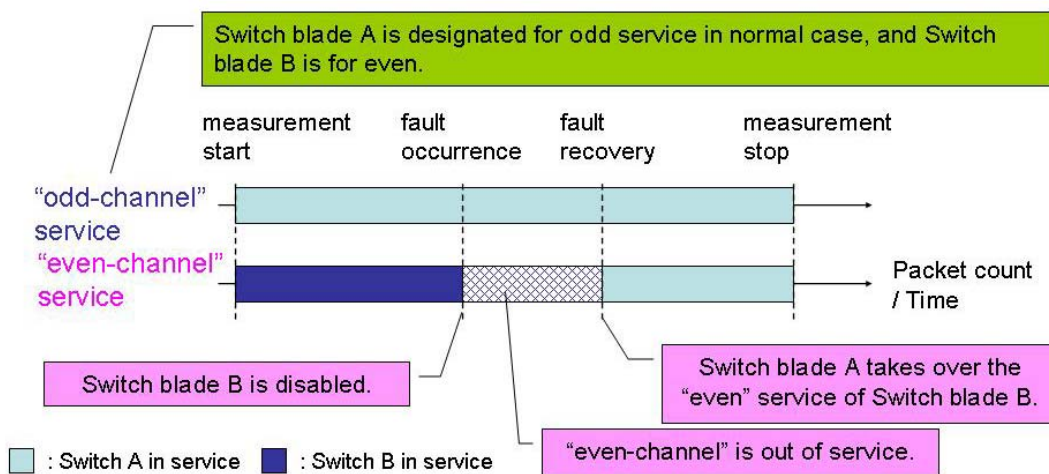 Switch blade A is designated for odd service in normal case, and Switch
blade B is for even.
measurement
start
fault
occurrence
fault
recovery
measurement
stop
“odd-channel”
service
“even-channel”
service
Packet count
/ Time
Switch blade B is disabled.
Switch blade A takes over the
“even” service of Switch blade B.
“even-channel” is out of service.
: Switch A in service
: Switch B in service